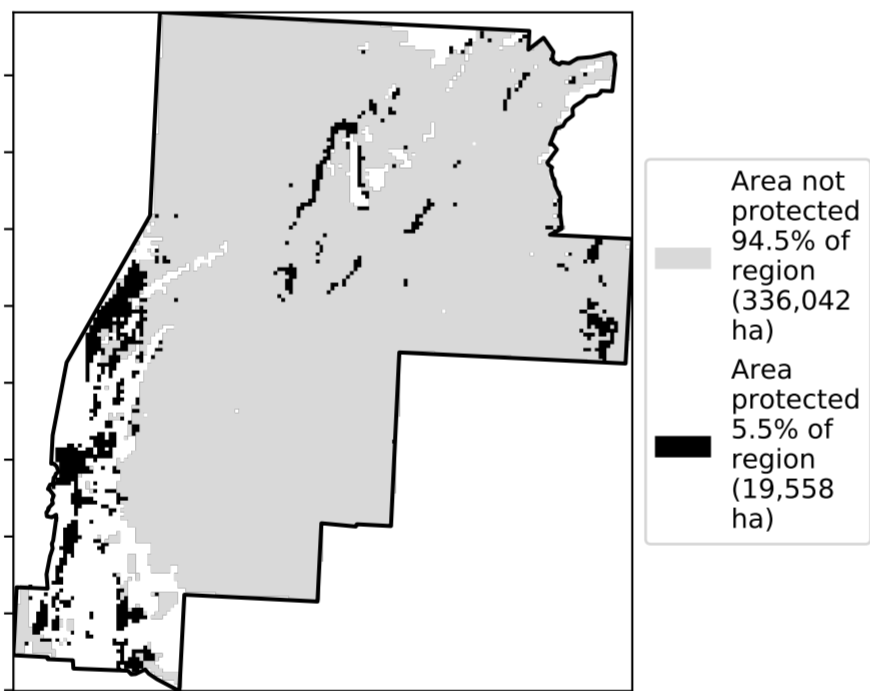 Area not
protected
94.5% of
region
(336,042
ha)
Area
protected
5.5% of
region
(19,558
ha)